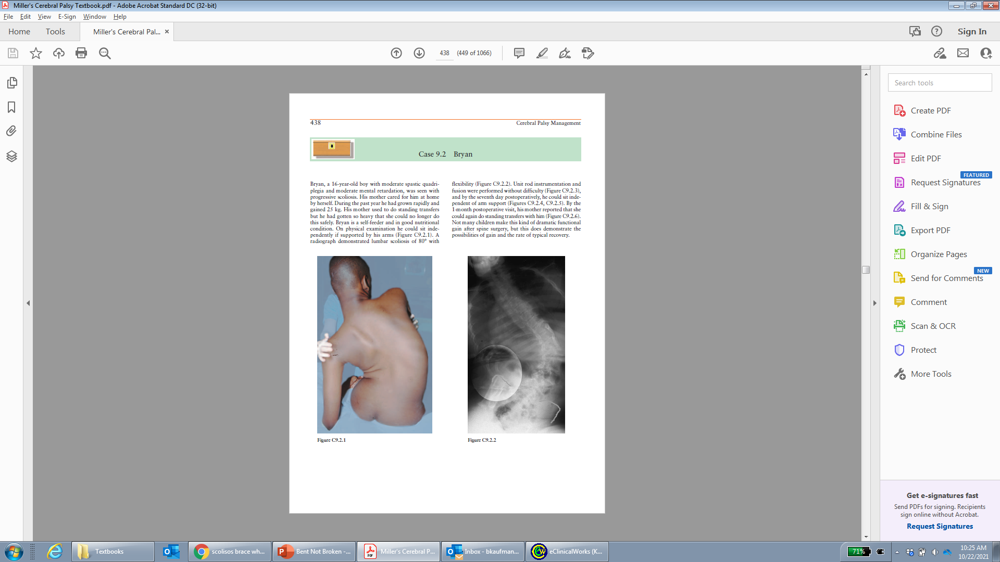 Miller's Cerebral Palsy Textbook.pdf - Adobe Acrobat Standard DC (32-bit)
File Edit View E-Sign Window Help
Home Tools Miller's Cerebral Pal... × Sign In
438 (449 of 1066)
Search tools
Create PDF
Combine Files
Edit PDF
FEATURED
Request Signatures
Fill & Sign
Export PDF
Organize Pages
NEW
Send for Comments
Comment
Scan & OCR
Protect
More Tools
Get e-signatures fast
Send PDFs for signing. Recipients
sign online without Acrobat.
Request Signatures
438 Cerebral Palsy Management
Case 9.2 Bryan
Bryan, a 16-year-old boy with moderate spastic quadri-
plegia and moderate mental retardation, was seen with
progressive scoliosis. His mother cared for him at home
by herself. During the past year he had grown rapidly and
gained 25 kg. His mother used to do standing transfers
but he had gotten so heavy that she could no longer do
this safely. Bryan is a self-feeder and in good nutritional
condition. On physical examination he could sit inde-
pendently if supported by his arms (Figure C9.2.1). A
radiograph demonstrated lumbar scoliosis of 80° with
flexibility (Figure C9.2.2). Unit rod instrumentation and
fusion were performed without difficulty (Figure C9.2.3),
and by the seventh day postoperatively, he could sit inde-
pendent of arm support (Figures C9.2.4, C9.2.5). By the
1-month postoperative visit, his mother reported that she
could again do standing transfers with him (Figure C9.2.6).
Not many children make this kind of dramatic functional
gain after spine surgery, but this does demonstrate the
possibilities of gain and the rate of typical recovery.
Figure C9.2.1
Figure C9.2.2
Textbooks
scolisos brace wh...
Bent Not Broken -...
Miller's Cerebral P...
Inbox - bkaufman...
eClinicalWorks (K...
71%
10:25 AM
10/22/2021